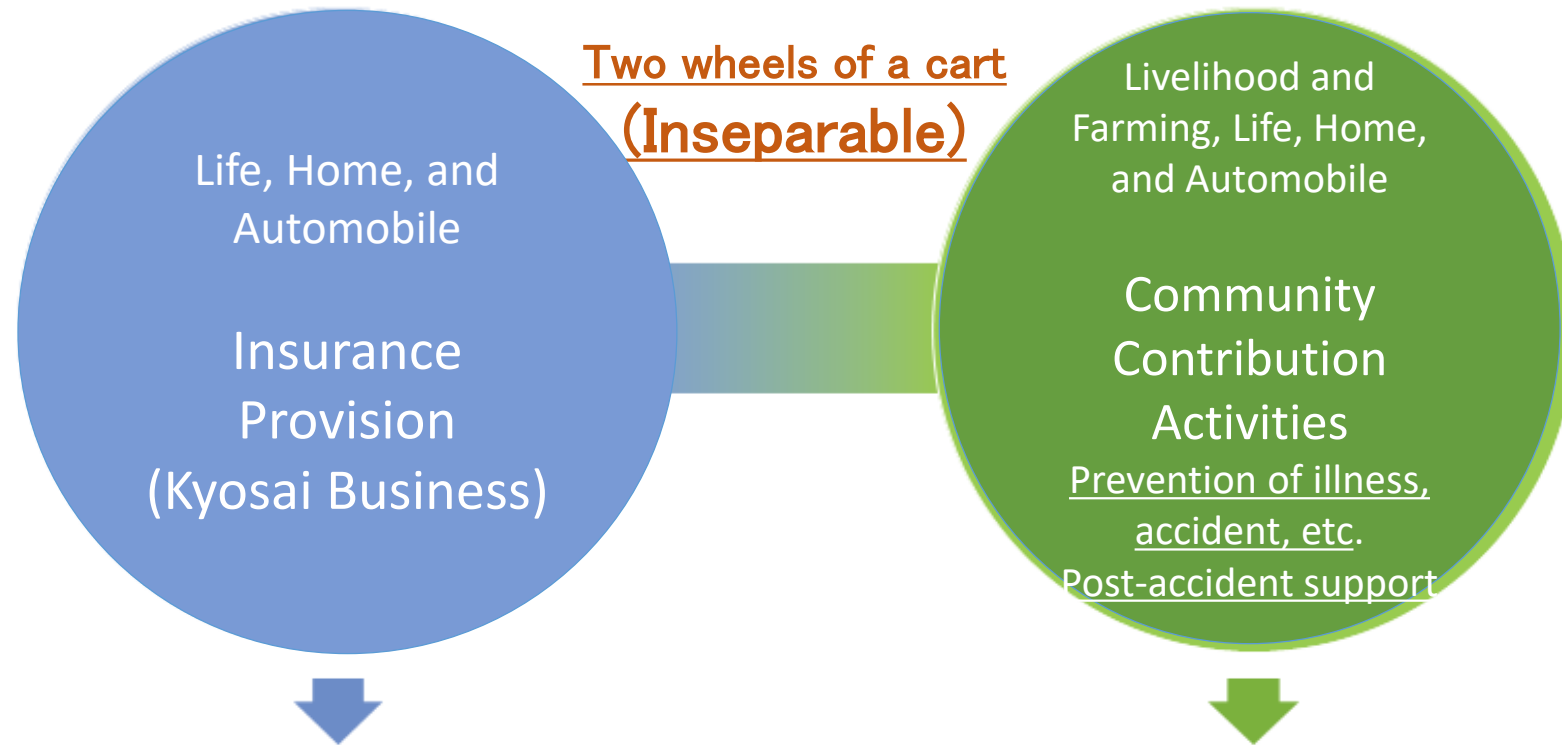 Two wheels of a cart
(Inseparable)
Life, Home, and
Automobile
Insurance
Provision
(Kyosai Business)
Livelihood and
Farming, Life, Home,
and Automobile
Community
Contribution
Activities
Prevention of illness,
accident, etc.
Post-accident support